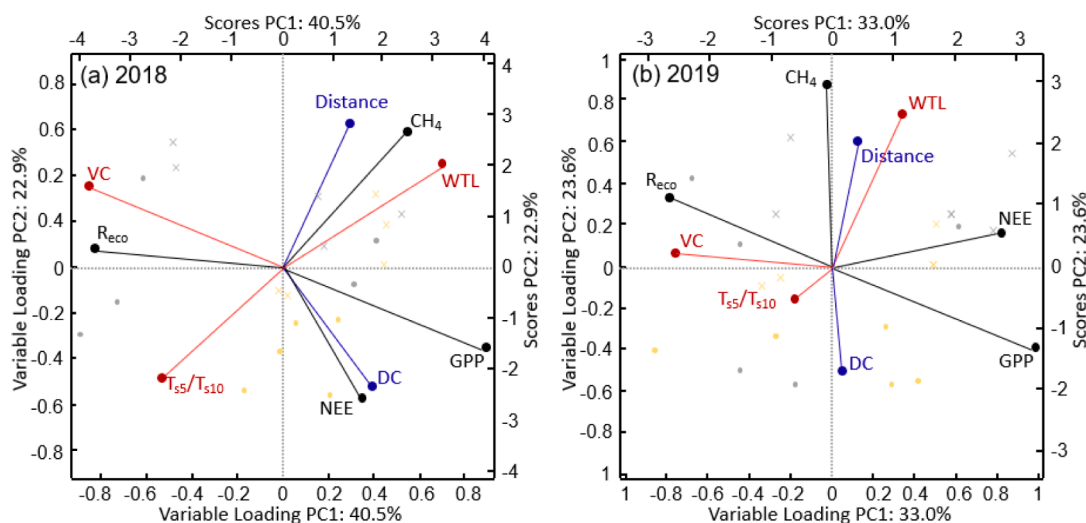 Scores PC1: 40.5%
-4 -3 -2 -1 0 1 2 3 4
(a) 2018
Variable Loading PC2: 22.9%
0.8
0.6
0.2
0.4
0
-0.2
-0.4
-0.6
-0.8
Distance
CH4
VC
WTL
Reco
GPP
Ts5/Ts10
DC
NEE
4
3
2
1
0
-1
-2
-3
-4
Scores PC2: 22.9%
-0.8 -0.6 -0.4 -0.2 0 0.2 0.4 0.6 0.8
Variable Loading PC1: 40.5%
Scores PC1: 33.0%
-3 -2 -1 0 1 2 3
(b) 2019
Variable Loading PC2: 23.6%
1
0.8
0.6
0.4
0.2
0
-0.2
-0.4
-0.6
-0.8
1
CH4
WTL
Distance
Reco
NEE
VC
Ts5/Ts10
GPP
DC
3
2
1
0
-1
-2
-3
Scores PC2: 23.6%
1 -0.8 -0.6 -0.4 -0.2 0 0.2 0.4 0.6 0.8 1
Variable Loading PC1: 33.0%